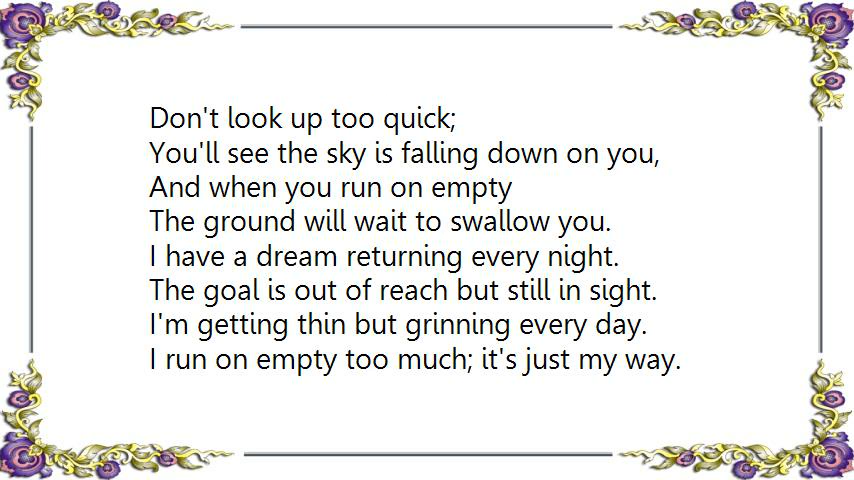 Don't look up too quick;
You'll see the sky is falling down on you,
And when you run on empty
The ground will wait to swallow you.
I have a dream returning every night.
The goal is out of reach but still in sight.
I'm getting thin but grinning every day.
I run on empty too much; it's just my way.